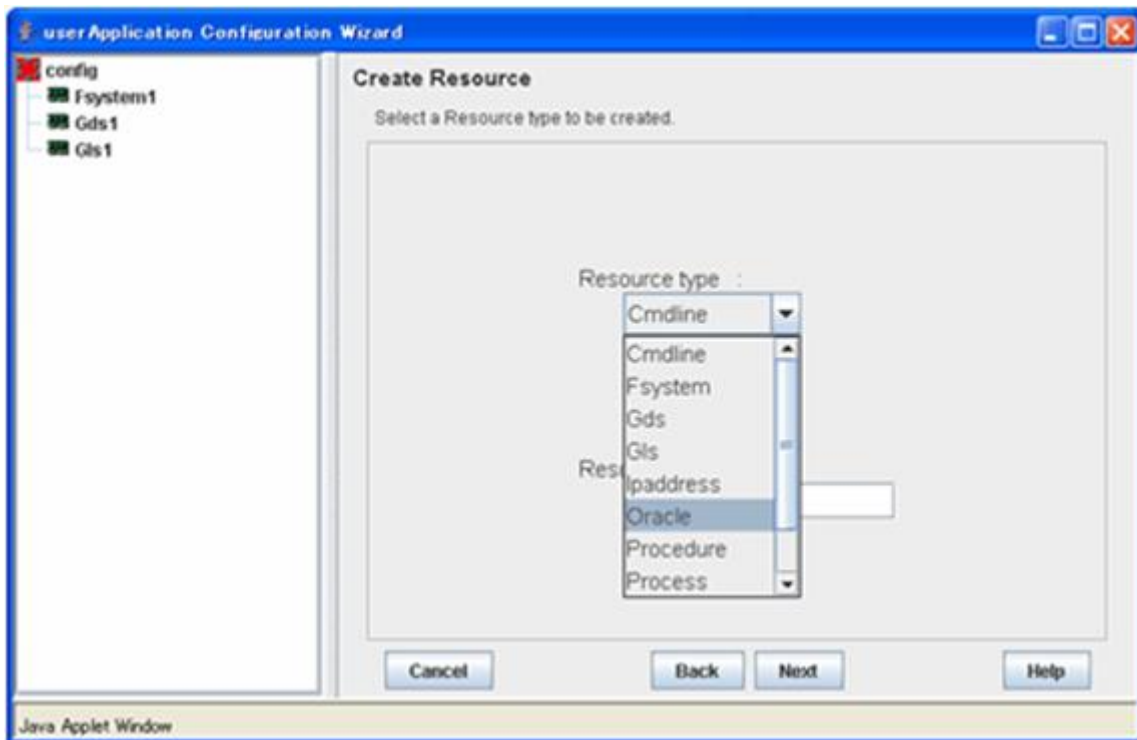 userApplication Configuration Wizard
config
Fsystem1
Gds1
Gls1
Create Resource
Select a Resource type to be created.
Resource type :
Cmdline
Cmdline
Fsystem
Gds
Gls
Ipaddress
Oracle
Procedure
Process
Cancel
Back
Next
Help
Java Applet Window